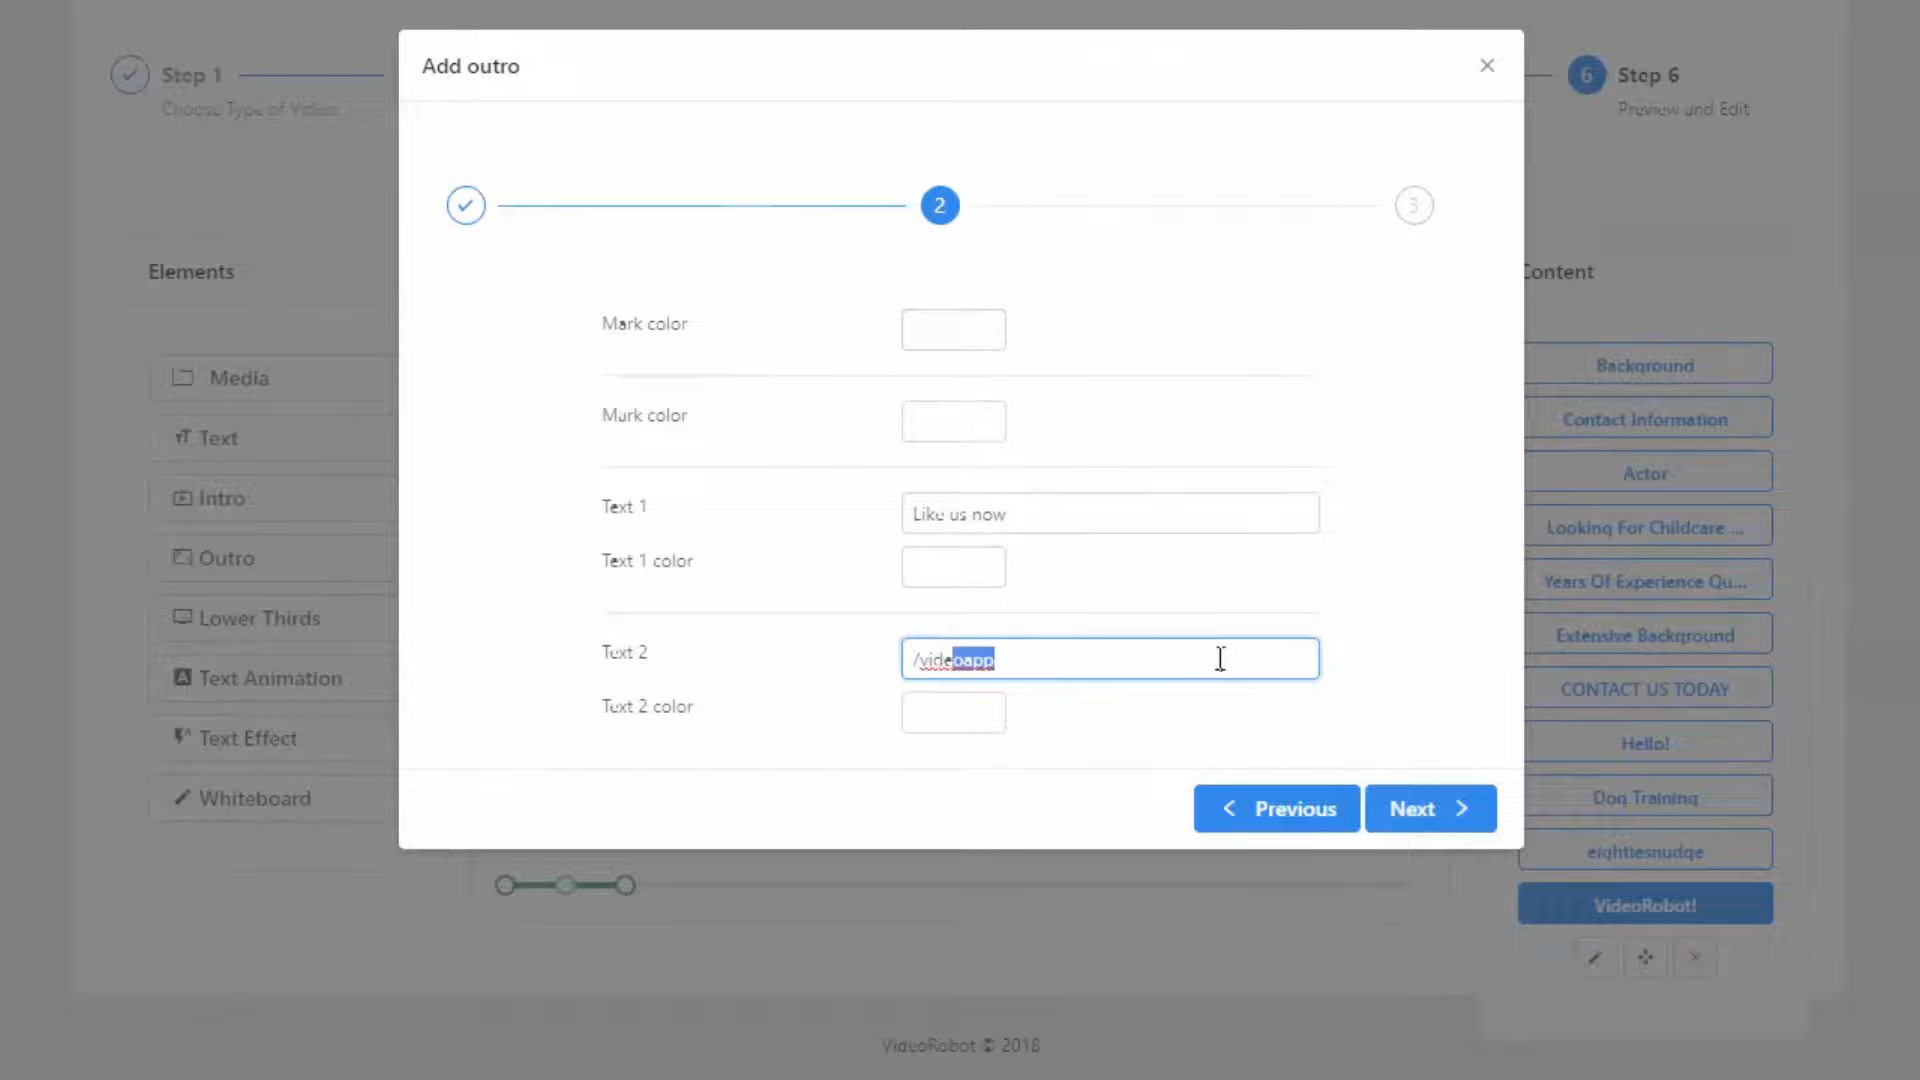 Add outro
Step 1
Choose Type of Video
6
Step 6
Preview and Edit
2
3
Elements
Content
Mark color
Mark color
Text 1
Like us now
Text 1 color
Text 2
/videoapp
Text 2 color
Previous
Next
Media
Text
Intro
Outro
Lower Thirds
Text Animation
Text Effect
Whiteboard
Background
Contact Information
Actor
Looking For Childcare ...
Years Of Experience Qu...
Extensive Background
CONTACT US TODAY
Hello!
Dog Training
eightiesnudge
VideoRobot!
VideoRobot © 2018